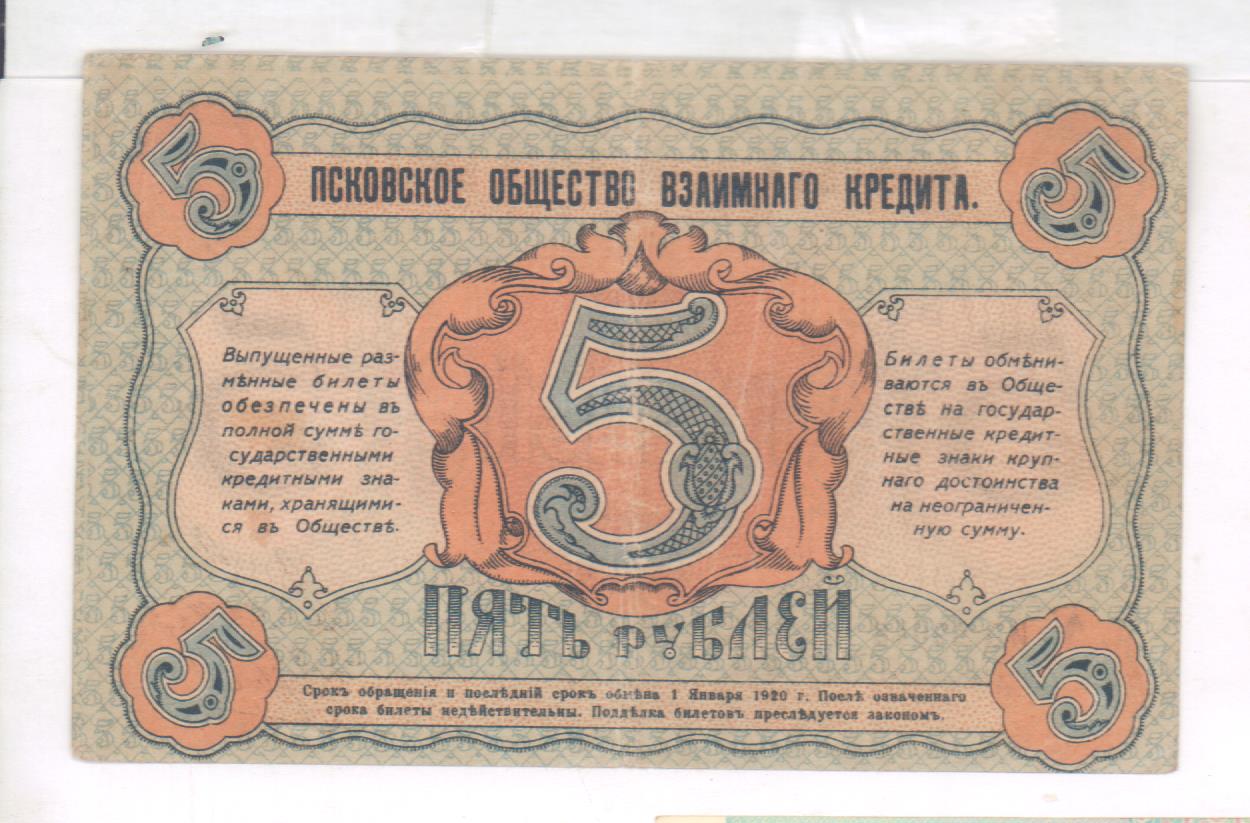 5 5
ПСКОВСКОЕ ОБЩЕСТВО ВЗАИМНАГО КРЕДИТА.
Выпущенные раз-
мѣнные билеты
обезпечены въ
полной суммѣ го-
сударственными
кредитными зна-
ками, хранящими-
ся въ Обществѣ.
5
Билеты обмѣни-
ваются въ Обще-
ствѣ на государ-
ственные кредит-
ные знаки круп-
наго достоинства
на неограничен-
ную сумму.
ПЯТЬ РУБЛЕЙ
5 5
Срокъ обращенія и послѣдній срокъ обмѣна 1 Января 1920 г. Послѣ означеннаго
срока билеты недѣйствительны. Поддѣлка билетовъ преслѣдуется закономъ.